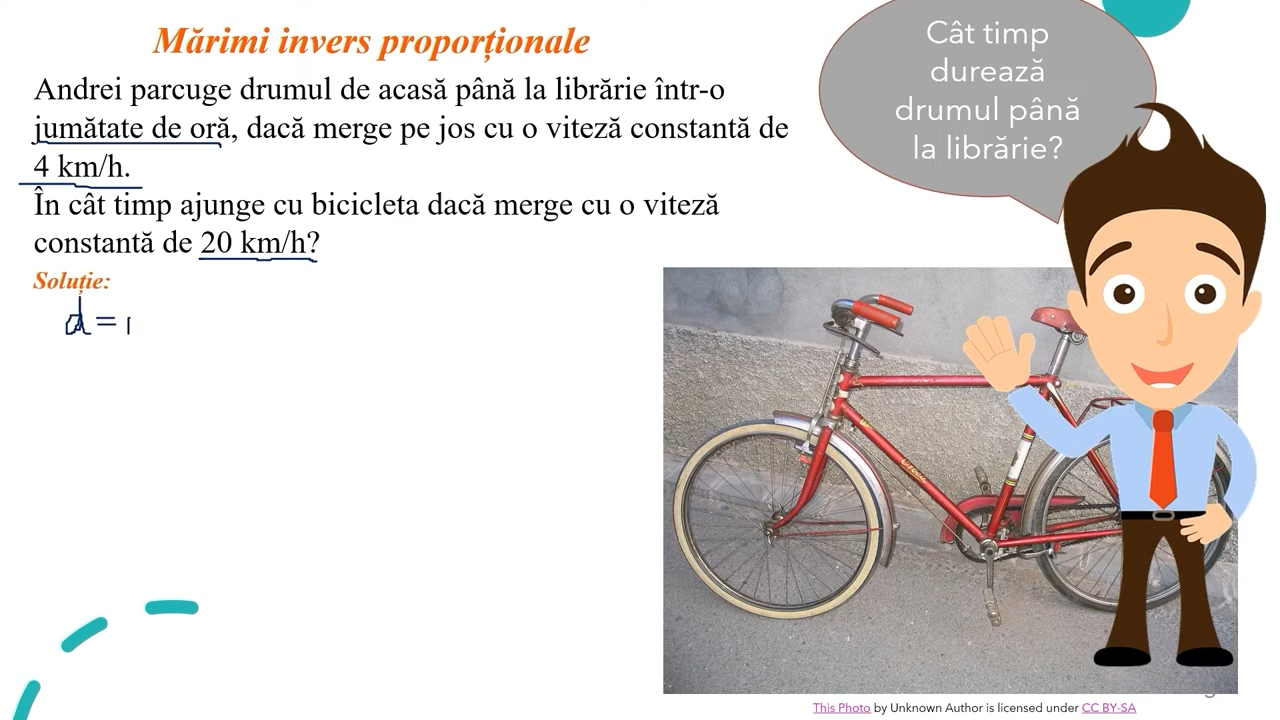 Mărimi invers proporționale
Andrei parcuge drumul de acasă până la librărie într-o
jumătate de oră, dacă merge pe jos cu o viteză constantă de
4 km/h.
În cât timp ajunge cu bicicleta dacă merge cu o viteză
constantă de 20 km/h?
Soluție:
d =
Cât timp
durează
drumul până
la librărie?
This Photo by Unknown Author is licensed under CC BY-SA